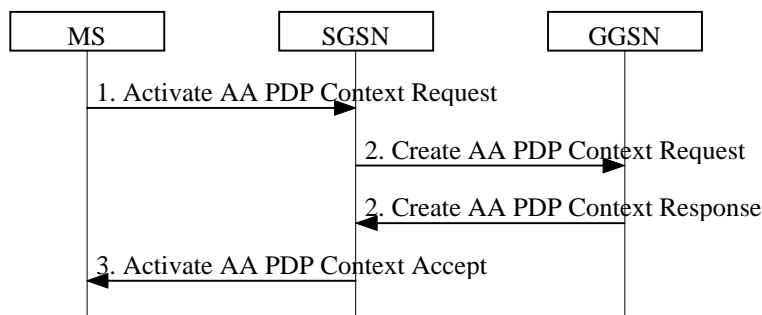 MS
SGSN
GGSN
1. Activate AA PDP Context Request
2. Create AA PDP Context Request
2. Create AA PDP Context Response
3. Activate AA PDP Context Accept